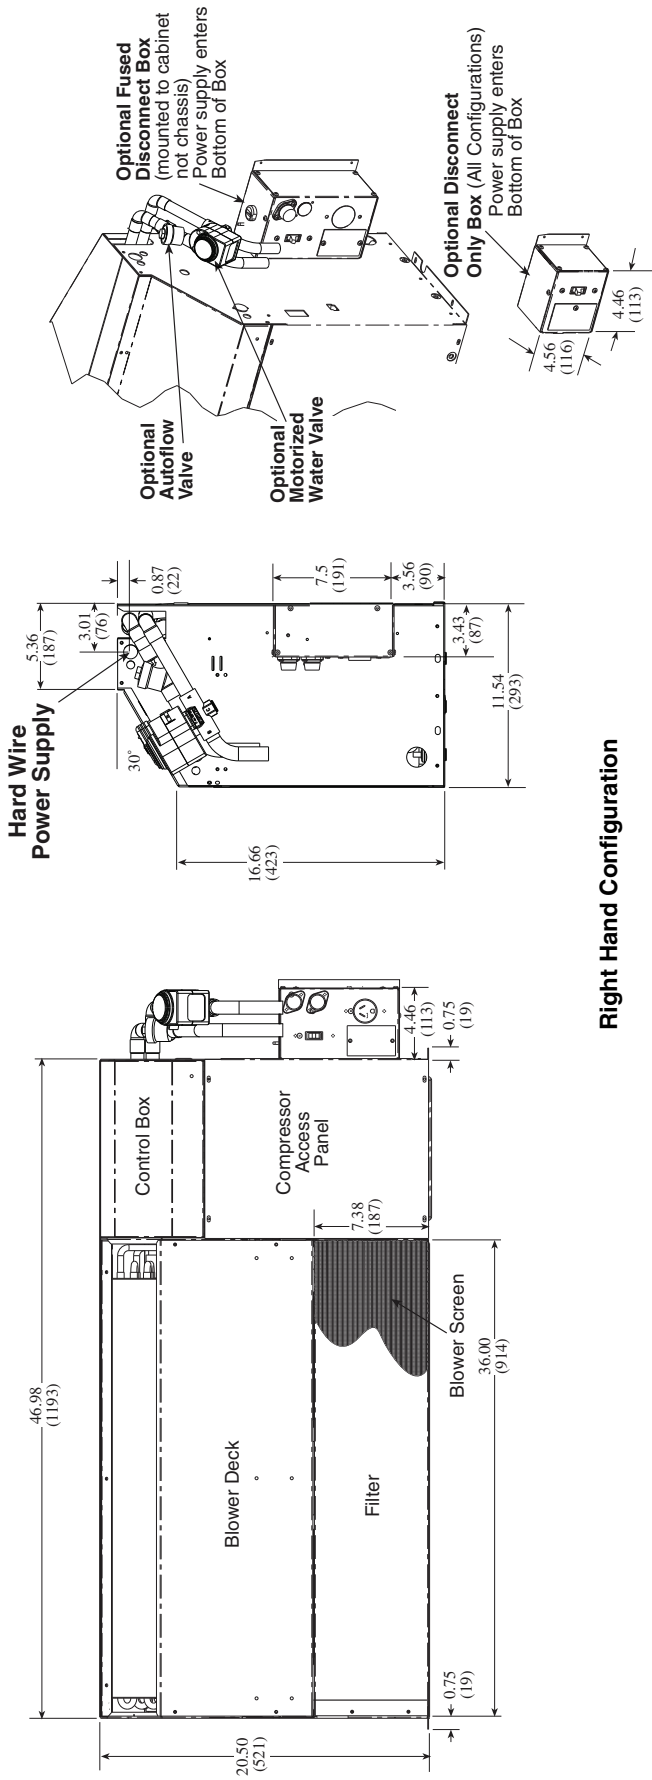 46.98
(1193)
20.50
(521)
Control Box
Blower Deck
Compressor
Access
Panel
Filter
7.38
(187)
Blower Screen
36.00
(914)
0.75
(19)
4.46
(113)
0.75
(19)
Hard Wire
Power Supply
5.36
(187)
3.01
(76)
0.87
(22)
30°
16.66
(423)
7.5
(191)
3.56
(90)
3.43
(87)
11.54
(293)
Optional
Autoflow
Valve
Optional
Motorized
Water Valve
Optional Fused
Disconnect Box
(mounted to cabinet
not chassis)
Power supply enters
Bottom of Box
Optional Disconnect
Only Box (All Configurations)
Power supply enters
Bottom of Box
4.56
(116)
4.46
(113)
Right Hand Configuration